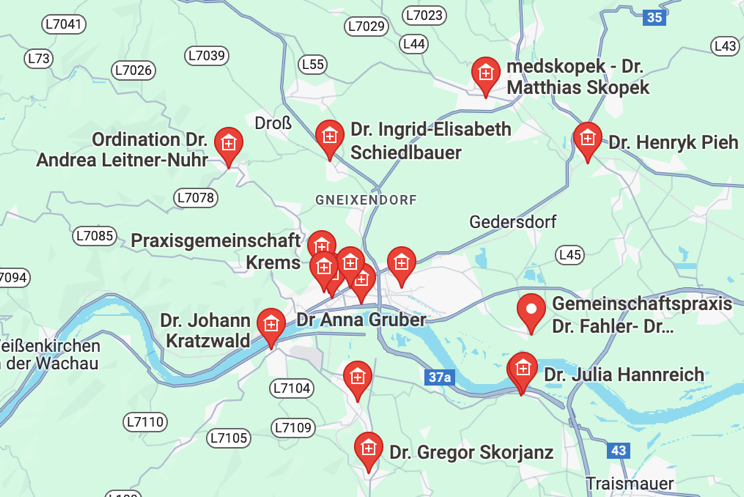 L7041
L7023
35
L7029
L44
L43
L7039
L73
L55
L7026
medskopek - Dr.
Matthias Skopek
Droß
Dr. Ingrid-Elisabeth
Schiedlbauer
Ordination Dr.
Andrea Leitner-Nuhr
Dr. Henryk Pieh
L7078
GNEIXENDORF
Gedersdorf
L7085
Praxisgemeinschaft
Krems
L45
7094
Gemeinschaftspraxis
Dr. Fahler- Dr...
Dr. Johann
Kratzwald
Dr Anna Gruber
eißenkirchen
der Wachau
37a
Dr. Julia Hannreich
L7104
L7110
L7109
L7105
Dr. Gregor Skorjanz
43
Traismauer